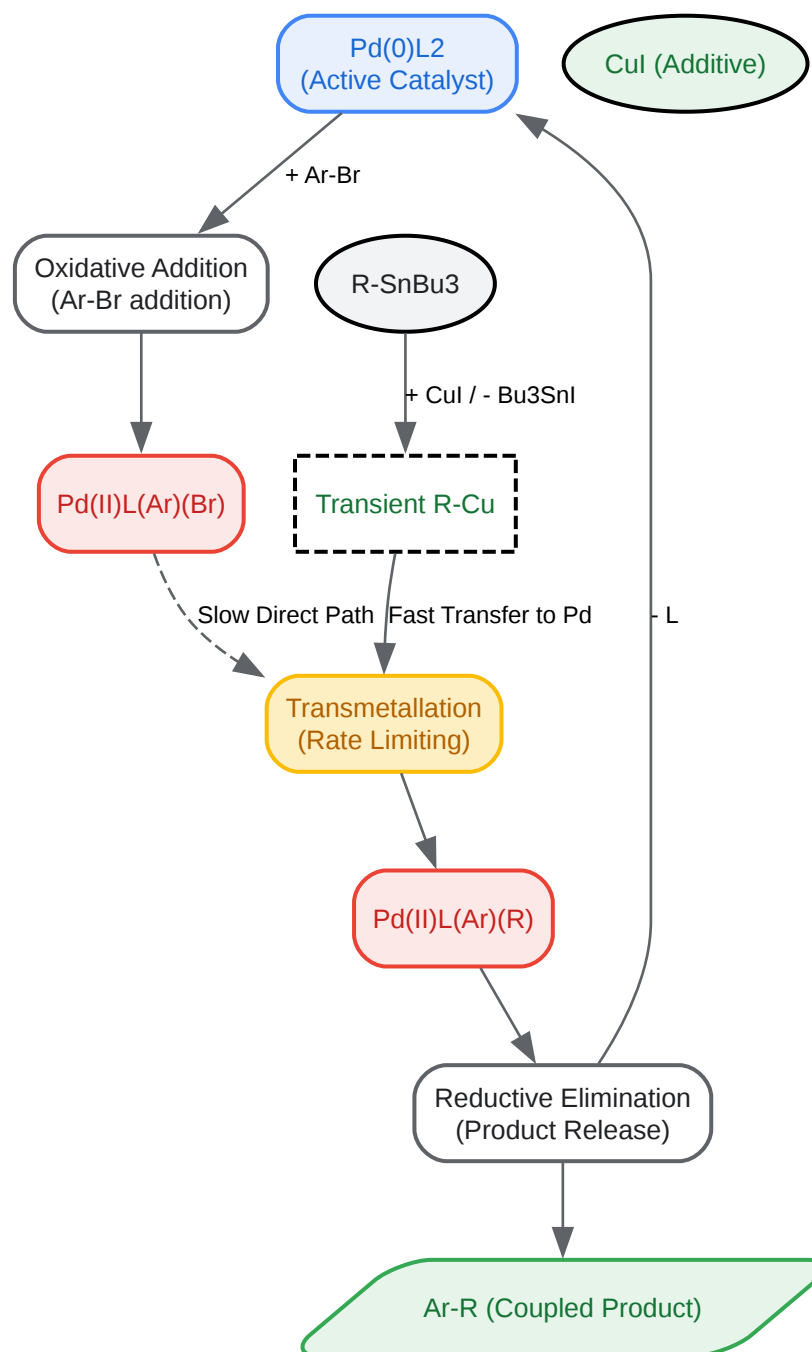 Pd(0)L2
(Active Catalyst)
CuI (Additive)
+ Ar-Br
Oxidative Addition
(Ar-Br addition)
R-SnBu3
+ CuI / - Bu3SnI
Pd(II)L(Ar)(Br)
Transient R-Cu
Slow Direct Path
Fast Transfer to Pd
- L
Transmetallation
(Rate Limiting)
Pd(II)L(Ar)(R)
Reductive Elimination
(Product Release)
Ar-R (Coupled Product)